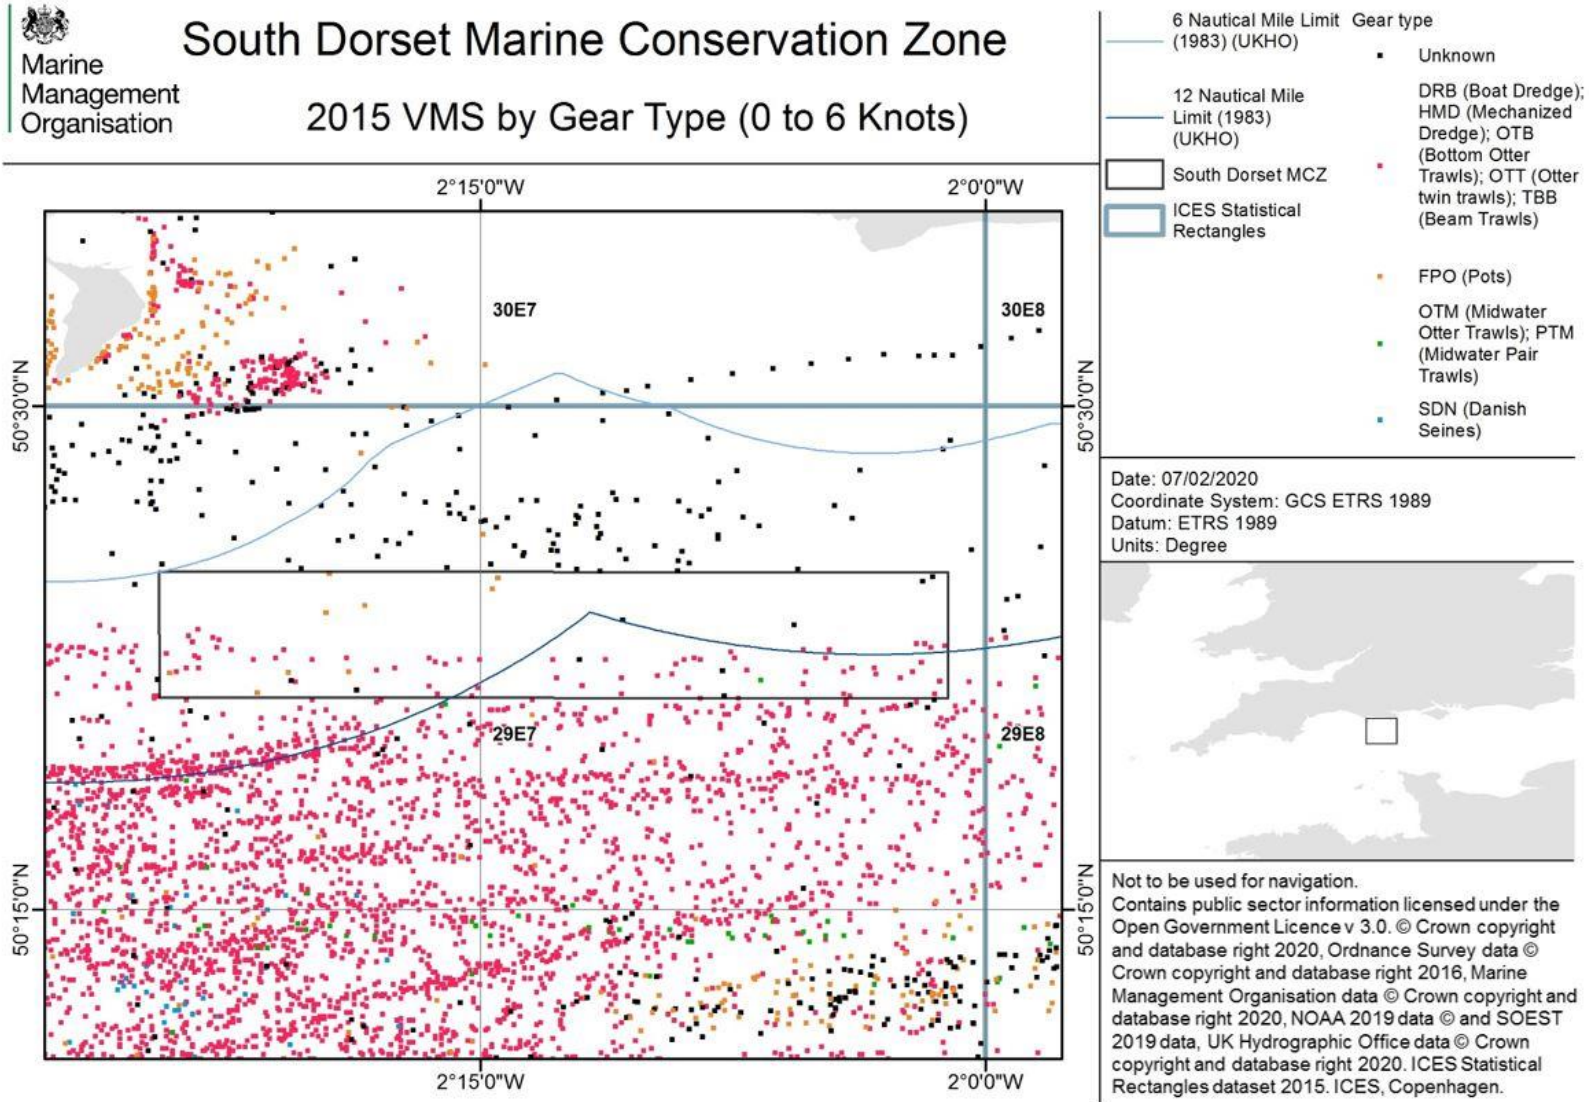 Marine
Management
Organisation
South Dorset Marine Conservation Zone
2015 VMS by Gear Type (0 to 6 Knots)
2°15'0"W
2°0'0"W
30E7
30E8
50°30'0"N
50°30'0"N
29E7
29E8
50°15'0"N
50°15'0"N
2°15'0"W
2°0'0"W
6 Nautical Mile Limit
(1983) (UKHO)
12 Nautical Mile
Limit (1983)
(UKHO)
South Dorset MCZ
ICES Statistical
Rectangles
Gear type
Unknown
DRB (Boat Dredge);
HMD (Mechanized
Dredge); OTB
(Bottom Otter
Trawls); OTT (Otter
twin trawls); TBB
(Beam Trawls)
FPO (Pots)
OTM (Midwater
Otter Trawls); PTM
(Midwater Pair
Trawls)
SDN (Danish
Seines)
Date: 07/02/2020
Coordinate System: GCS ETRS 1989
Datum: ETRS 1989
Units: Degree
Not to be used for navigation.
Contains public sector information licensed under the
Open Government Licence v 3.0. © Crown copyright
and database right 2020, Ordnance Survey data ©
Crown copyright and database right 2016, Marine
Management Organisation data © Crown copyright and
database right 2020, NOAA 2019 data © and SOEST
2019 data, UK Hydrographic Office data © Crown
copyright and database right 2020. ICES Statistical
Rectangles dataset 2015. ICES, Copenhagen.